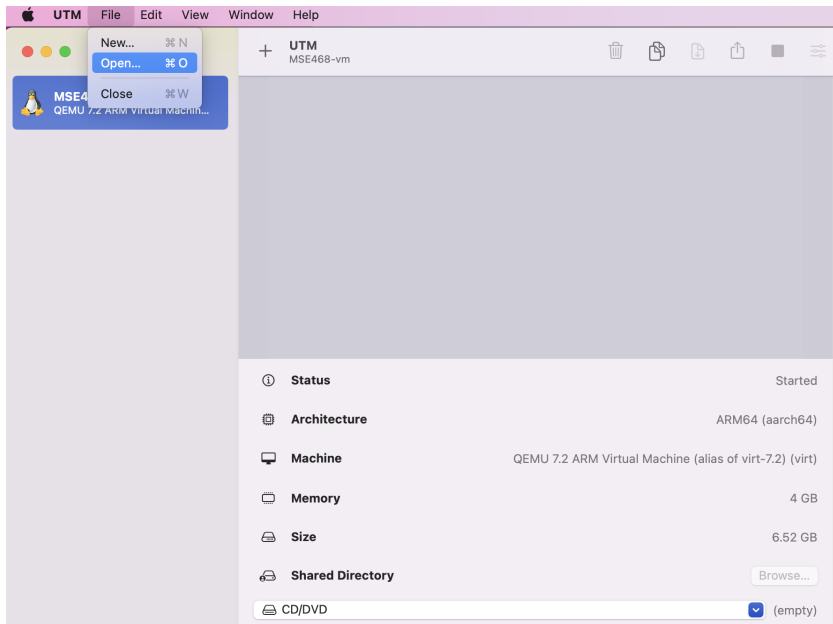 UTM File Edit View Window Help
New... ⌘ N
Open... ⌘ O
Close ⌘ W
MSE4
QEMU 7.2 ARM Virtual Machin...
UTM
MSE468-vm
Status Started
Architecture ARM64 (aarch64)
Machine QEMU 7.2 ARM Virtual Machine (alias of virt-7.2) (virt)
Memory 4 GB
Size 6.52 GB
Shared Directory Browse...
CD/DVD (empty)